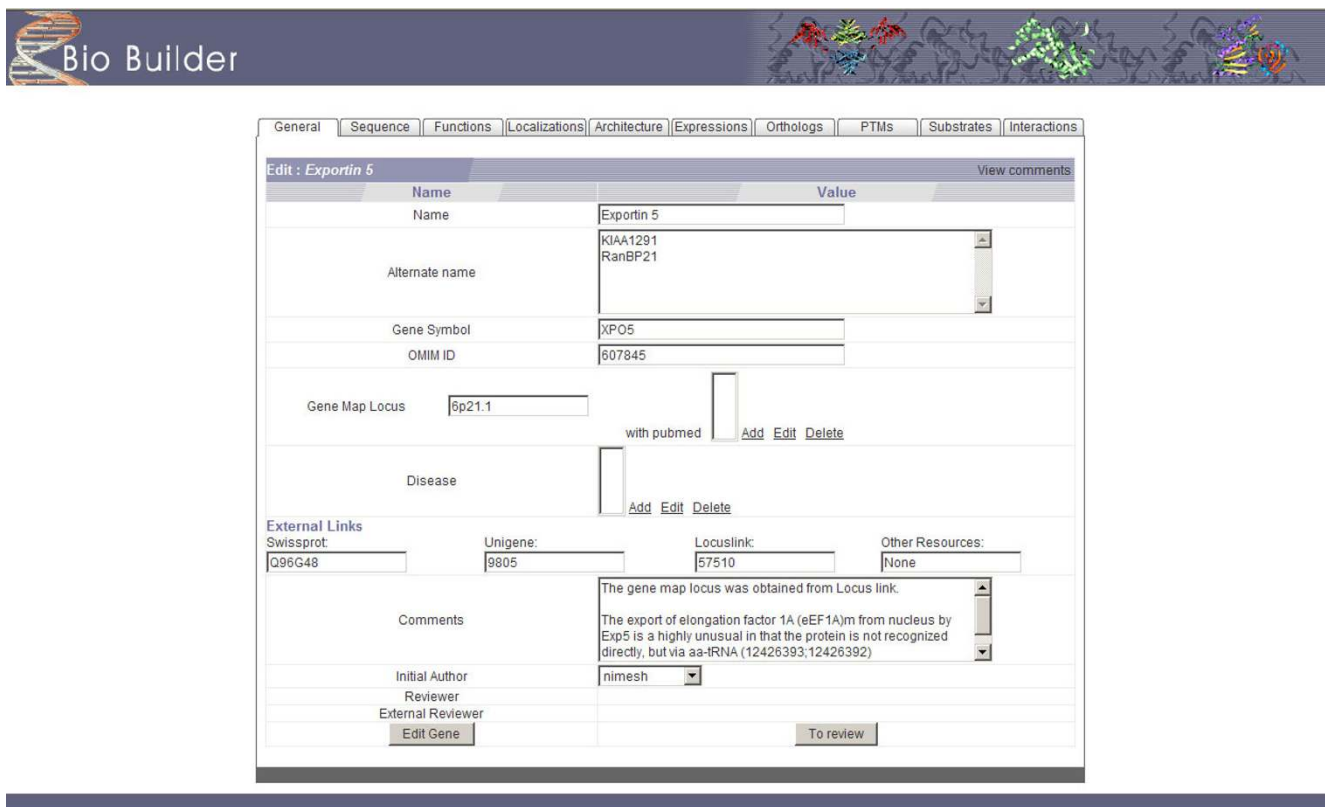 Bio Builder
General Sequence Functions Localizations Architecture Expressions Orthologs PTMs Substrates Interactions
Edit : Exportin 5 View comments
Name Value
Name Exportin 5
Alternate name KIAA1291
RanBP21
Gene Symbol XPO5
OMIM ID 607845
Gene Map Locus 6p21.1 with pubmed Add Edit Delete
Disease Add Edit Delete
External Links
Swissprot: Unigene: Locuslink: Other Resources:
Q96G48 9805 57510 None
Comments
The gene map locus was obtained from Locus link.
The export of elongation factor 1A (eEF1A)m from nucleus by
Exp5 is a highly unusual in that the protein is not recognized
directly, but via aa-tRNA (12426393;12426392)
Initial Author nimesh
Reviewer
External Reviewer
Edit Gene To review